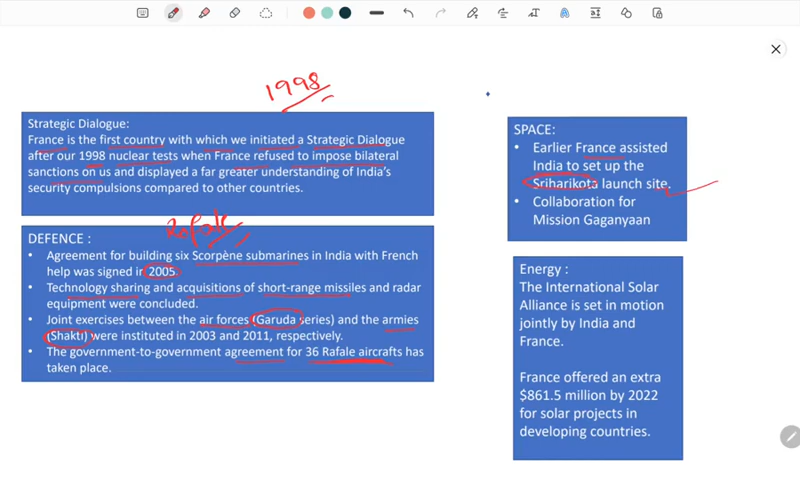 1998
Strategic Dialogue:
France is the first country with which we initiated a Strategic Dialogue
after our 1998 nuclear tests when France refused to impose bilateral
sanctions on us and displayed a far greater understanding of India's
security compulsions compared to other countries.
Rafale
DEFENCE :
• Agreement for building six Scorpène submarines in India with French
help was signed in 2005.
• Technology sharing and acquisitions of short-range missiles and radar
equipment were concluded.
• Joint exercises between the air forces (Garuda series) and the armies
(Shakti) were instituted in 2003 and 2011, respectively.
• The government-to-government agreement for 36 Rafale aircrafts has
taken place.
SPACE:
• Earlier France assisted
India to set up the
Sriharikota launch site.
• Collaboration for
Mission Gaganyaan
Energy :
The International Solar
Alliance is set in motion
jointly by India and
France.
France offered an extra
$861.5 million by 2022
for solar projects in
developing countries.